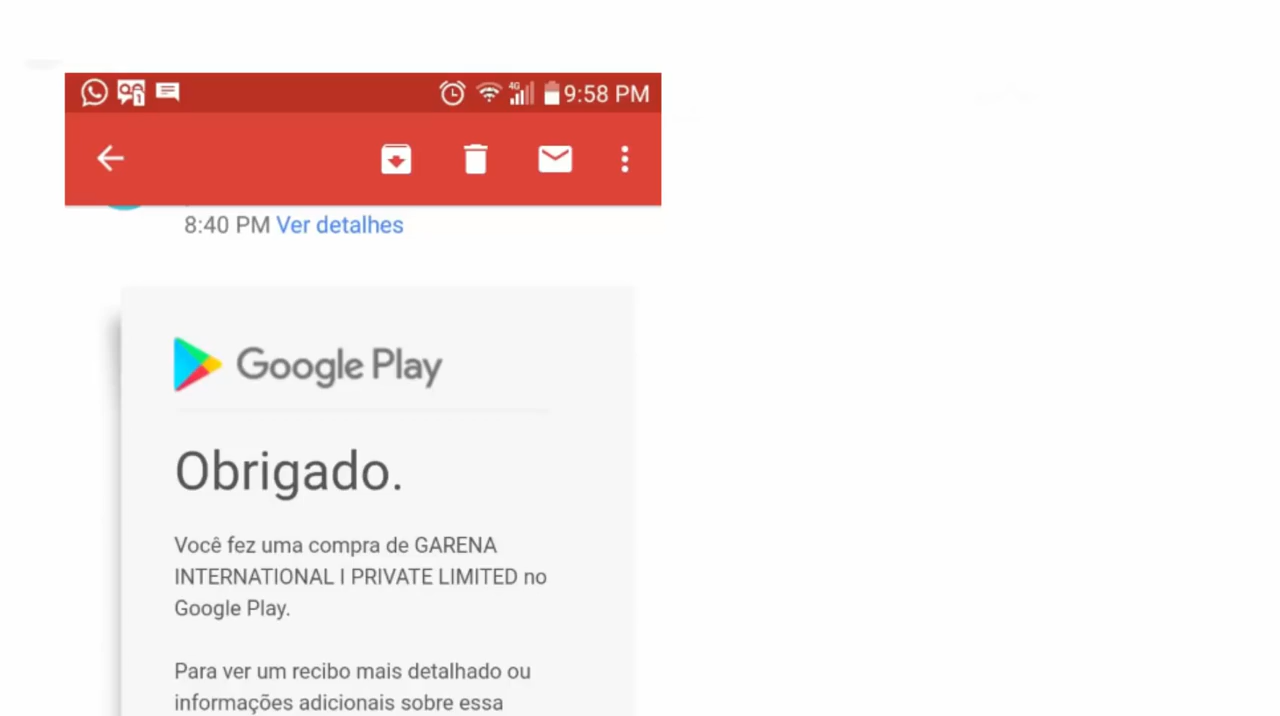 9:58 PM
8:40 PM Ver detalhes
Google Play
Obrigado.
Você fez uma compra de GARENA
INTERNATIONAL I PRIVATE LIMITED no
Google Play.
Para ver um recibo mais detalhado ou
informações adicionais sobre essa